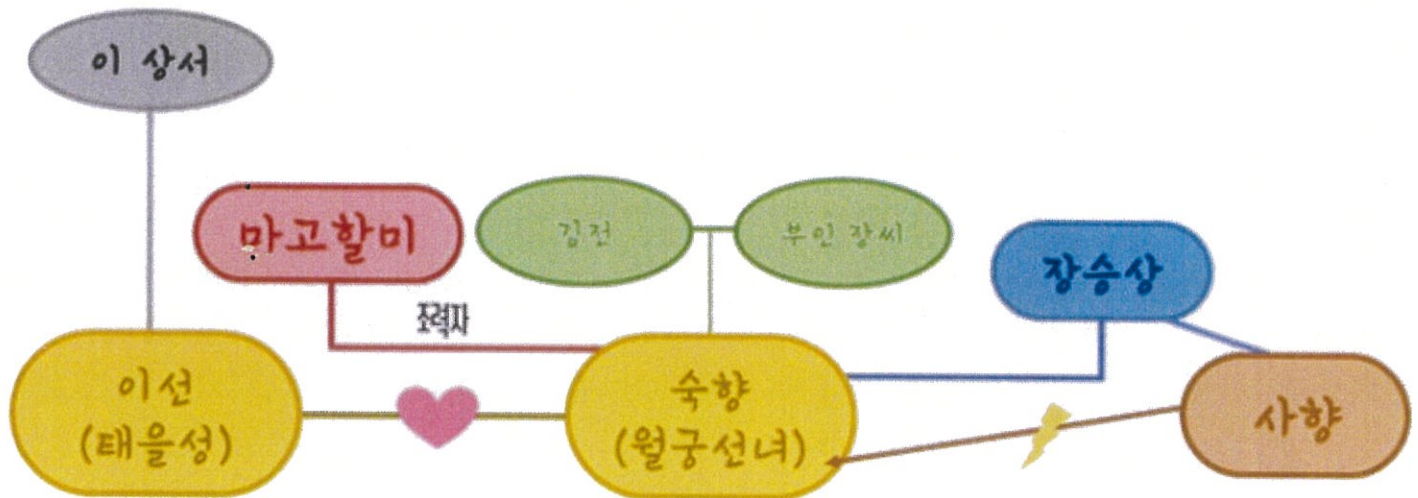 이 상서
마고할미
김전
부인 장씨
장승상
조력자
이선
(태을성)
숙향
(월궁선녀)
사향